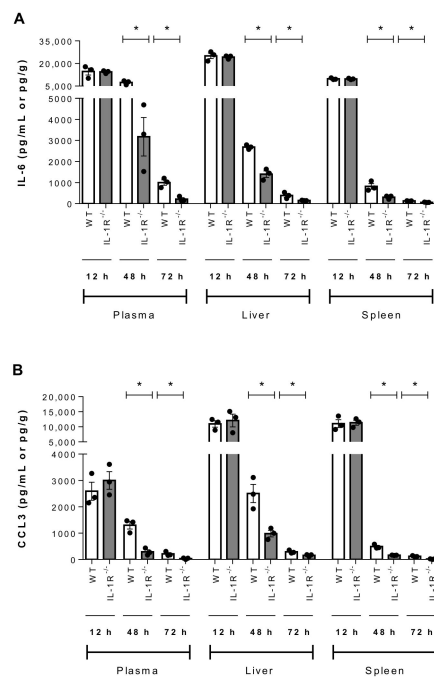 A
* * * * * *
35,000
25,000
15,000
5,000
5000
4000
3000
2000
1000
0
IL-6 (pg/mL or pg/g)
WT IL-1R-/- WT IL-1R-/- WT IL-1R-/- WT IL-1R-/- WT IL-1R-/- WT IL-1R-/- WT IL-1R-/- WT IL-1R-/- WT IL-1R-/-
12 h 48 h 72 h 12 h 48 h 72 h 12 h 48 h 72 h
Plasma Liver Spleen
B
* * * * * *
20,000
15,000
10,000
5,000
4000
3000
2000
1000
0
CCL3 (pg/mL or pg/g)
WT IL-1R-/- WT IL-1R-/- WT IL-1R-/- WT IL-1R-/- WT IL-1R-/- WT IL-1R-/- WT IL-1R-/- WT IL-1R-/- WT IL-1R-/-
12 h 48 h 72 h 12 h 48 h 72 h 12 h 48 h 72 h
Plasma Liver Spleen